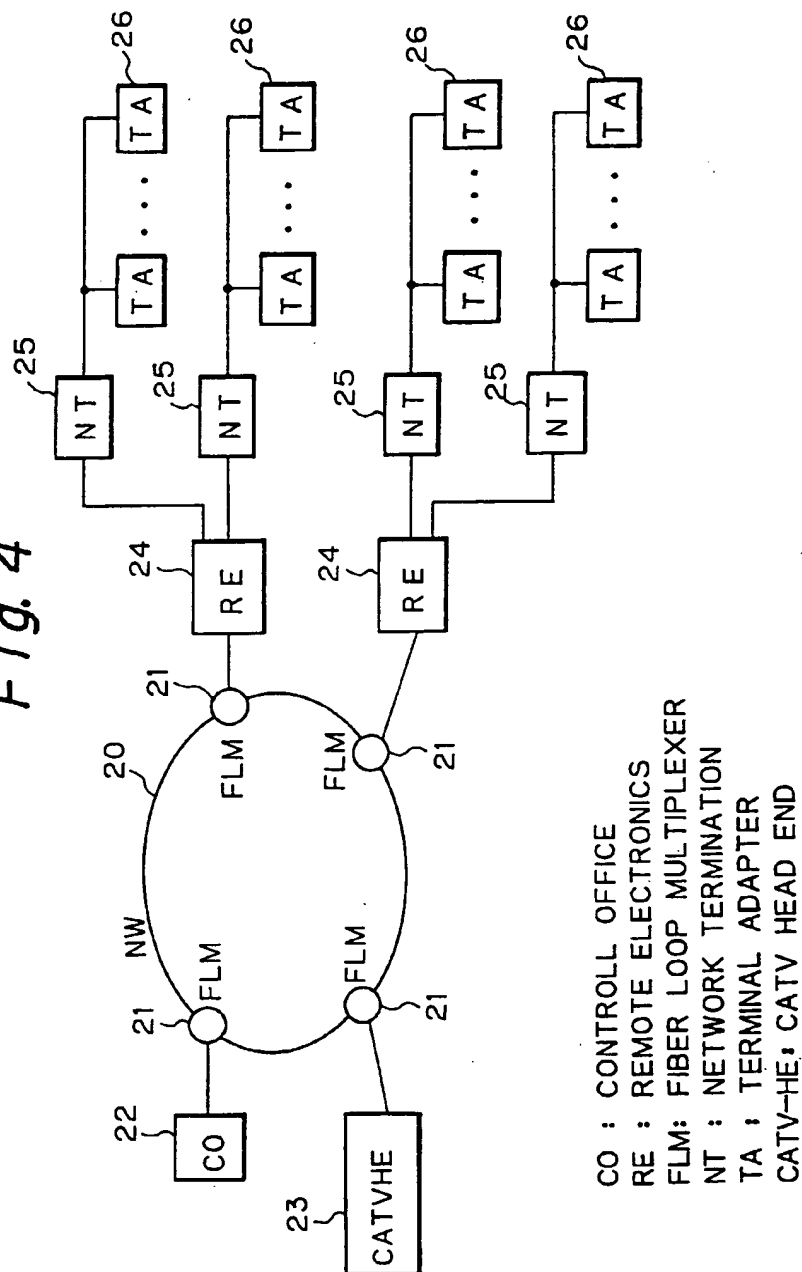 Fig. 4
26
TA
TA
25
NT
26
TA
TA
25
NT
24
RE
26
TA
TA
25
NT
26
TA
TA
25
NT
24
RE
20
NW
21
FLM
21
FLM
21
FLM
21
FLM
22
CO
23
CATVHE
CO : CONTROLL OFFICE
RE : REMOTE ELECTRONICS
FLM: FIBER LOOP MULTIPLEXER
NT : NETWORK TERMINATION
TA : TERMINAL ADAPTER
CATV-HE: CATV HEAD END